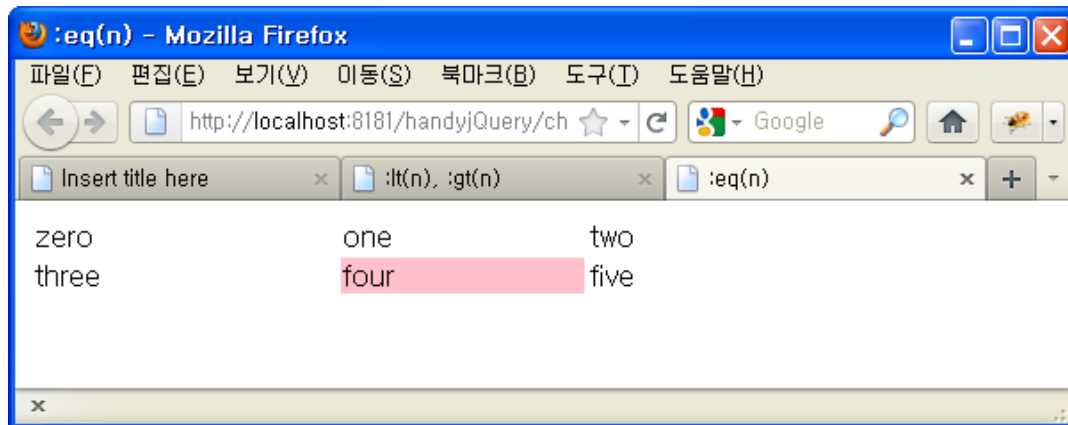 :eq(n) - Mozilla Firefox
파일(F) 편집(E) 보기(V) 이동(S) 북마크(B) 도구(T) 도움말(H)
http://localhost:8181/handyjQuery/ch Google
Insert title here × :lt(n), :gt(n) × :eq(n) × +
zero one two
three four five
×